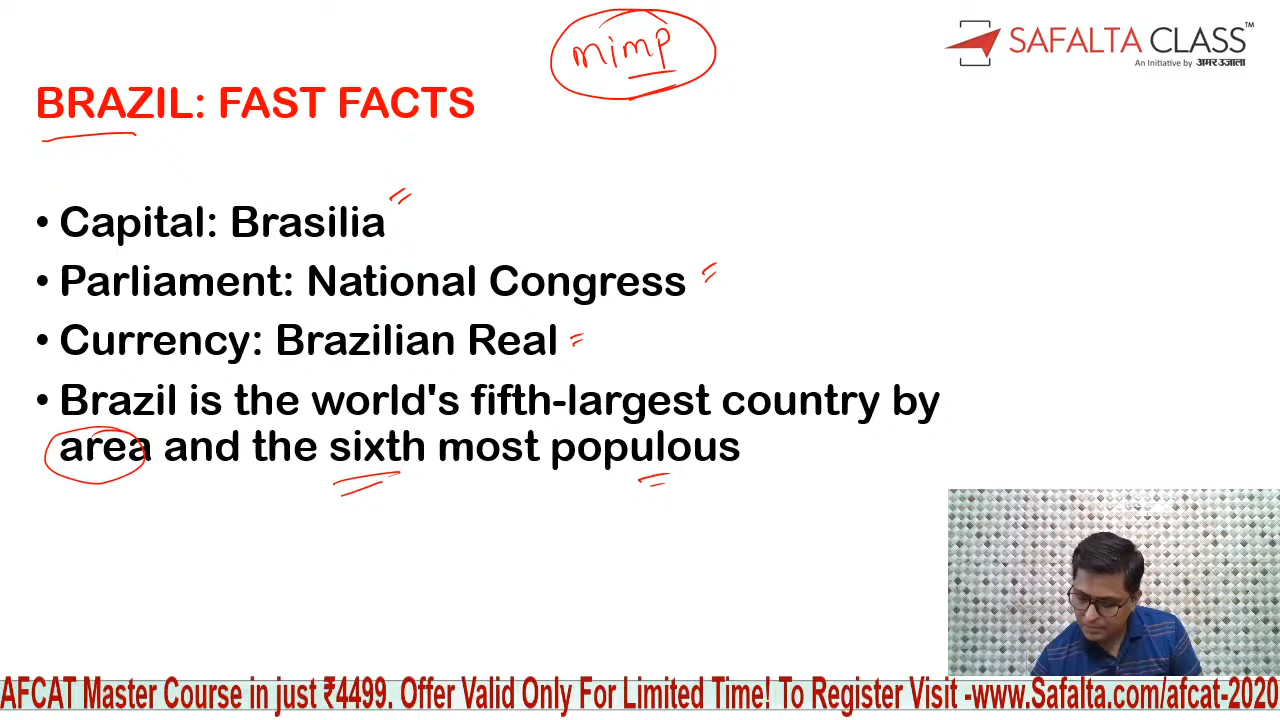 mimp
SAFALTA CLASS™
An Initiative by अमर उजाला
BRAZIL: FAST FACTS
• Capital: Brasilia
• Parliament: National Congress
• Currency: Brazilian Real
• Brazil is the world's fifth-largest country by
area and the sixth most populous
AFCAT Master Course in just ₹4499. Offer Valid Only For Limited Time! To Register Visit -www.Safalta.com/afcat-2020